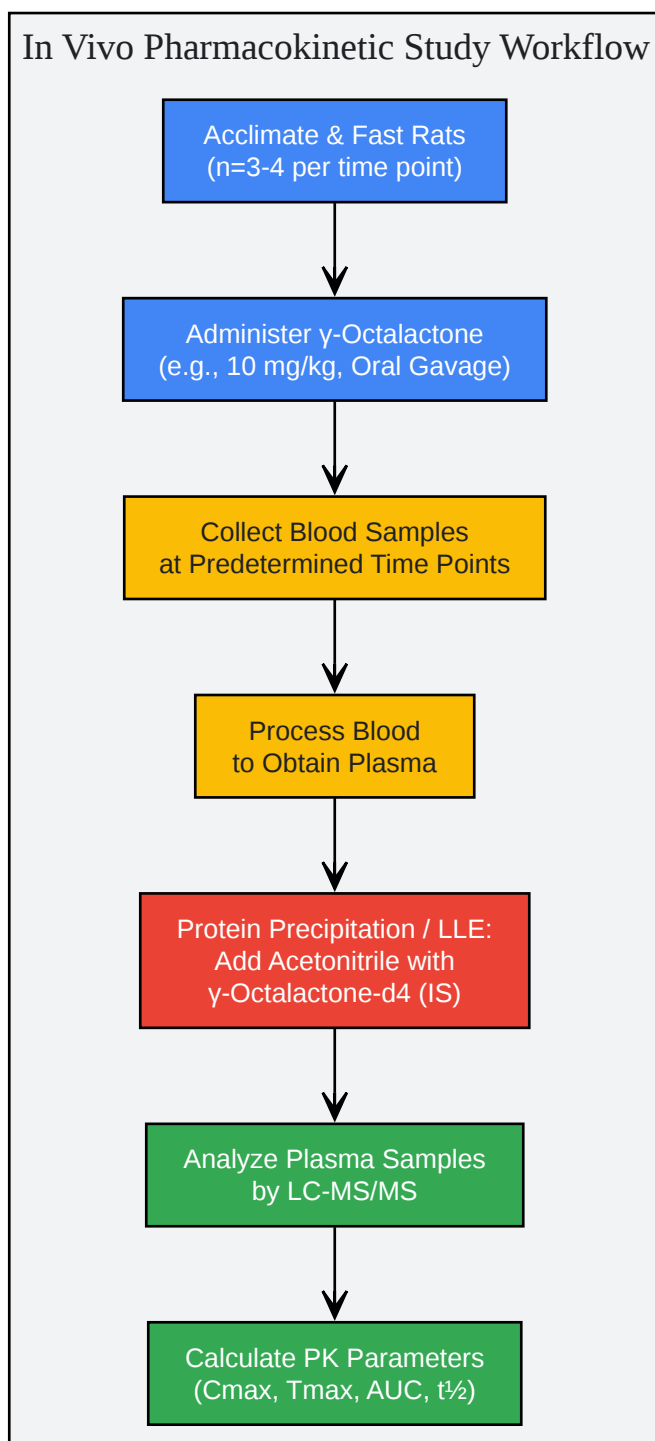 In Vivo Pharmacokinetic Study Workflow
Acclimate & Fast Rats
(n=3-4 per time point)
Administer γ-Octalactone
(e.g., 10 mg/kg, Oral Gavage)
Collect Blood Samples
at Predetermined Time Points
Process Blood
to Obtain Plasma
Protein Precipitation / LLE:
Add Acetonitrile with
γ-Octalactone-d4 (IS)
Analyze Plasma Samples
by LC-MS/MS
Calculate PK Parameters
(Cmax, Tmax, AUC, t½)